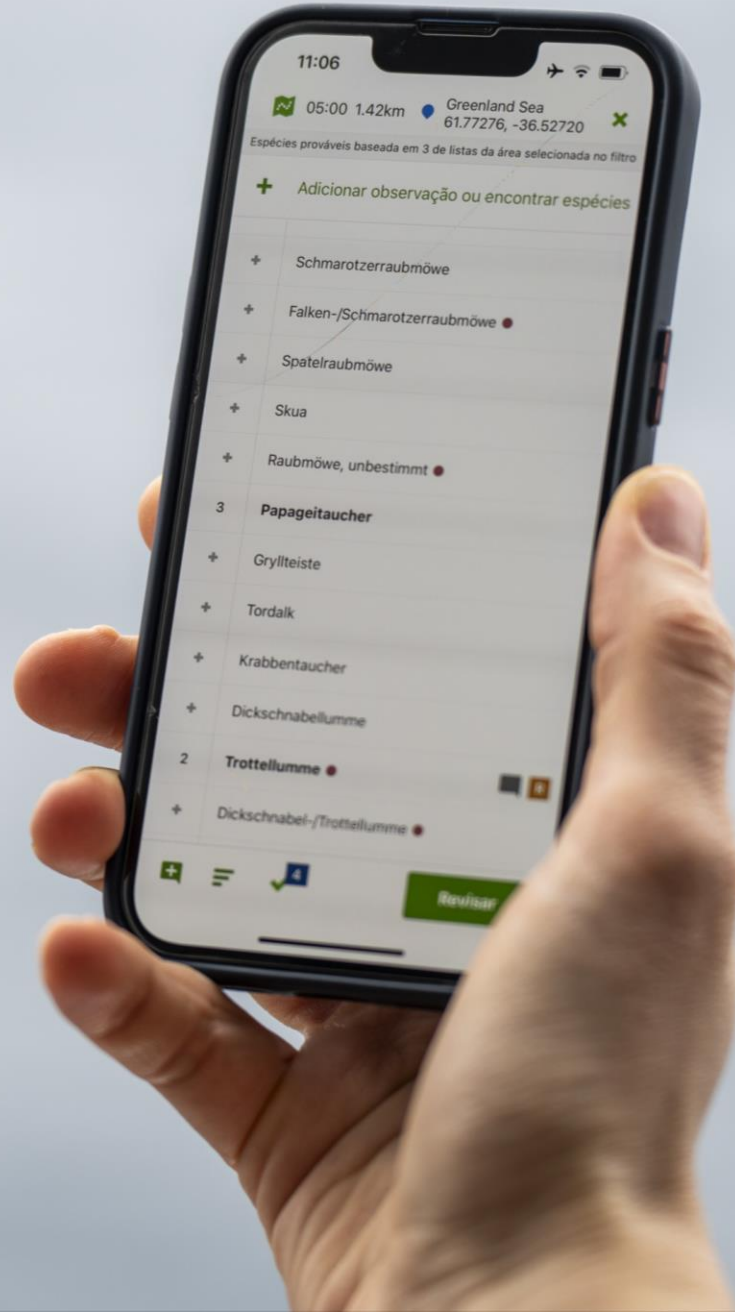 11:06
05:00 1.42km
Greenland Sea
61.77276, -36.52720
Espécies prováveis baseada em 3 de listas da área selecionada no filtro
Adicionar observação ou encontrar espécies
Schmarotzerraubmöwe
Falken-/Schmarotzerraubmöwe
Spatelraubmöwe
Skua
Raubmöwe, unbestimmt
3 Papageitaucher
Gryllteiste
Tordalk
Krabbentaucher
Dickschnabellumme
2 Trottellumme
Dickschnabel-/Trottellumme
4
Revisar